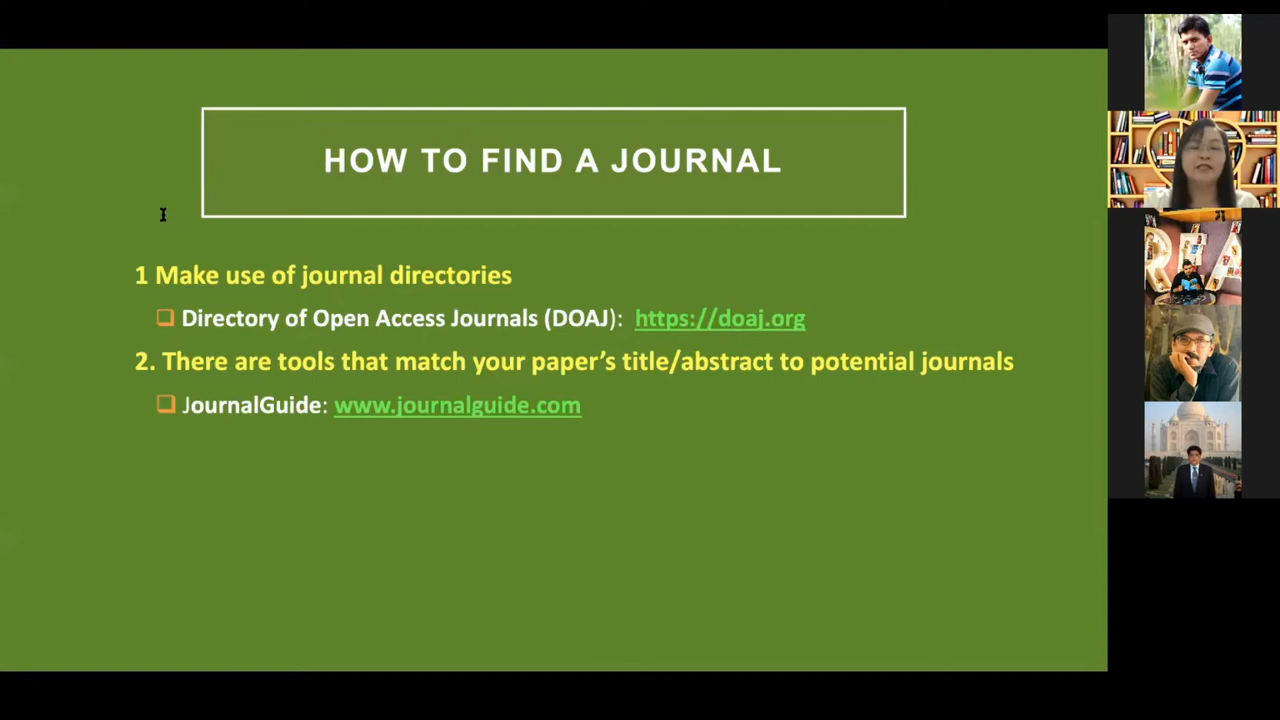 HOW TO FIND A JOURNAL
1 Make use of journal directories
Directory of Open Access Journals (DOAJ): https://doaj.org
2. There are tools that match your paper’s title/abstract to potential journals
JournalGuide: www.journalguide.com